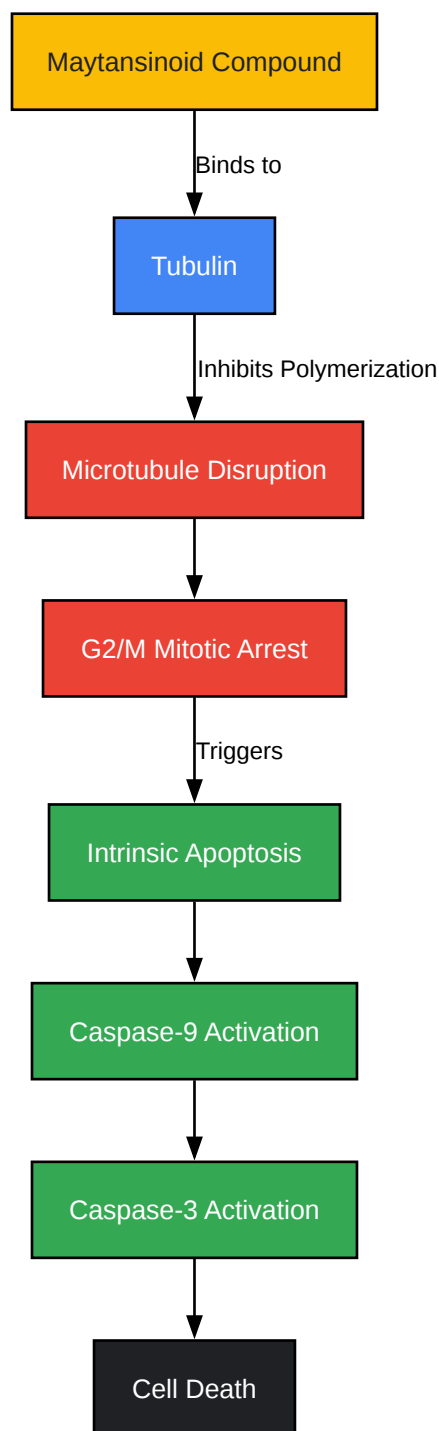 Maytansinoid Compound
Binds to
Tubulin
Inhibits Polymerization
Microtubule Disruption
G2/M Mitotic Arrest
Triggers
Intrinsic Apoptosis
Caspase-9 Activation
Caspase-3 Activation
Cell Death